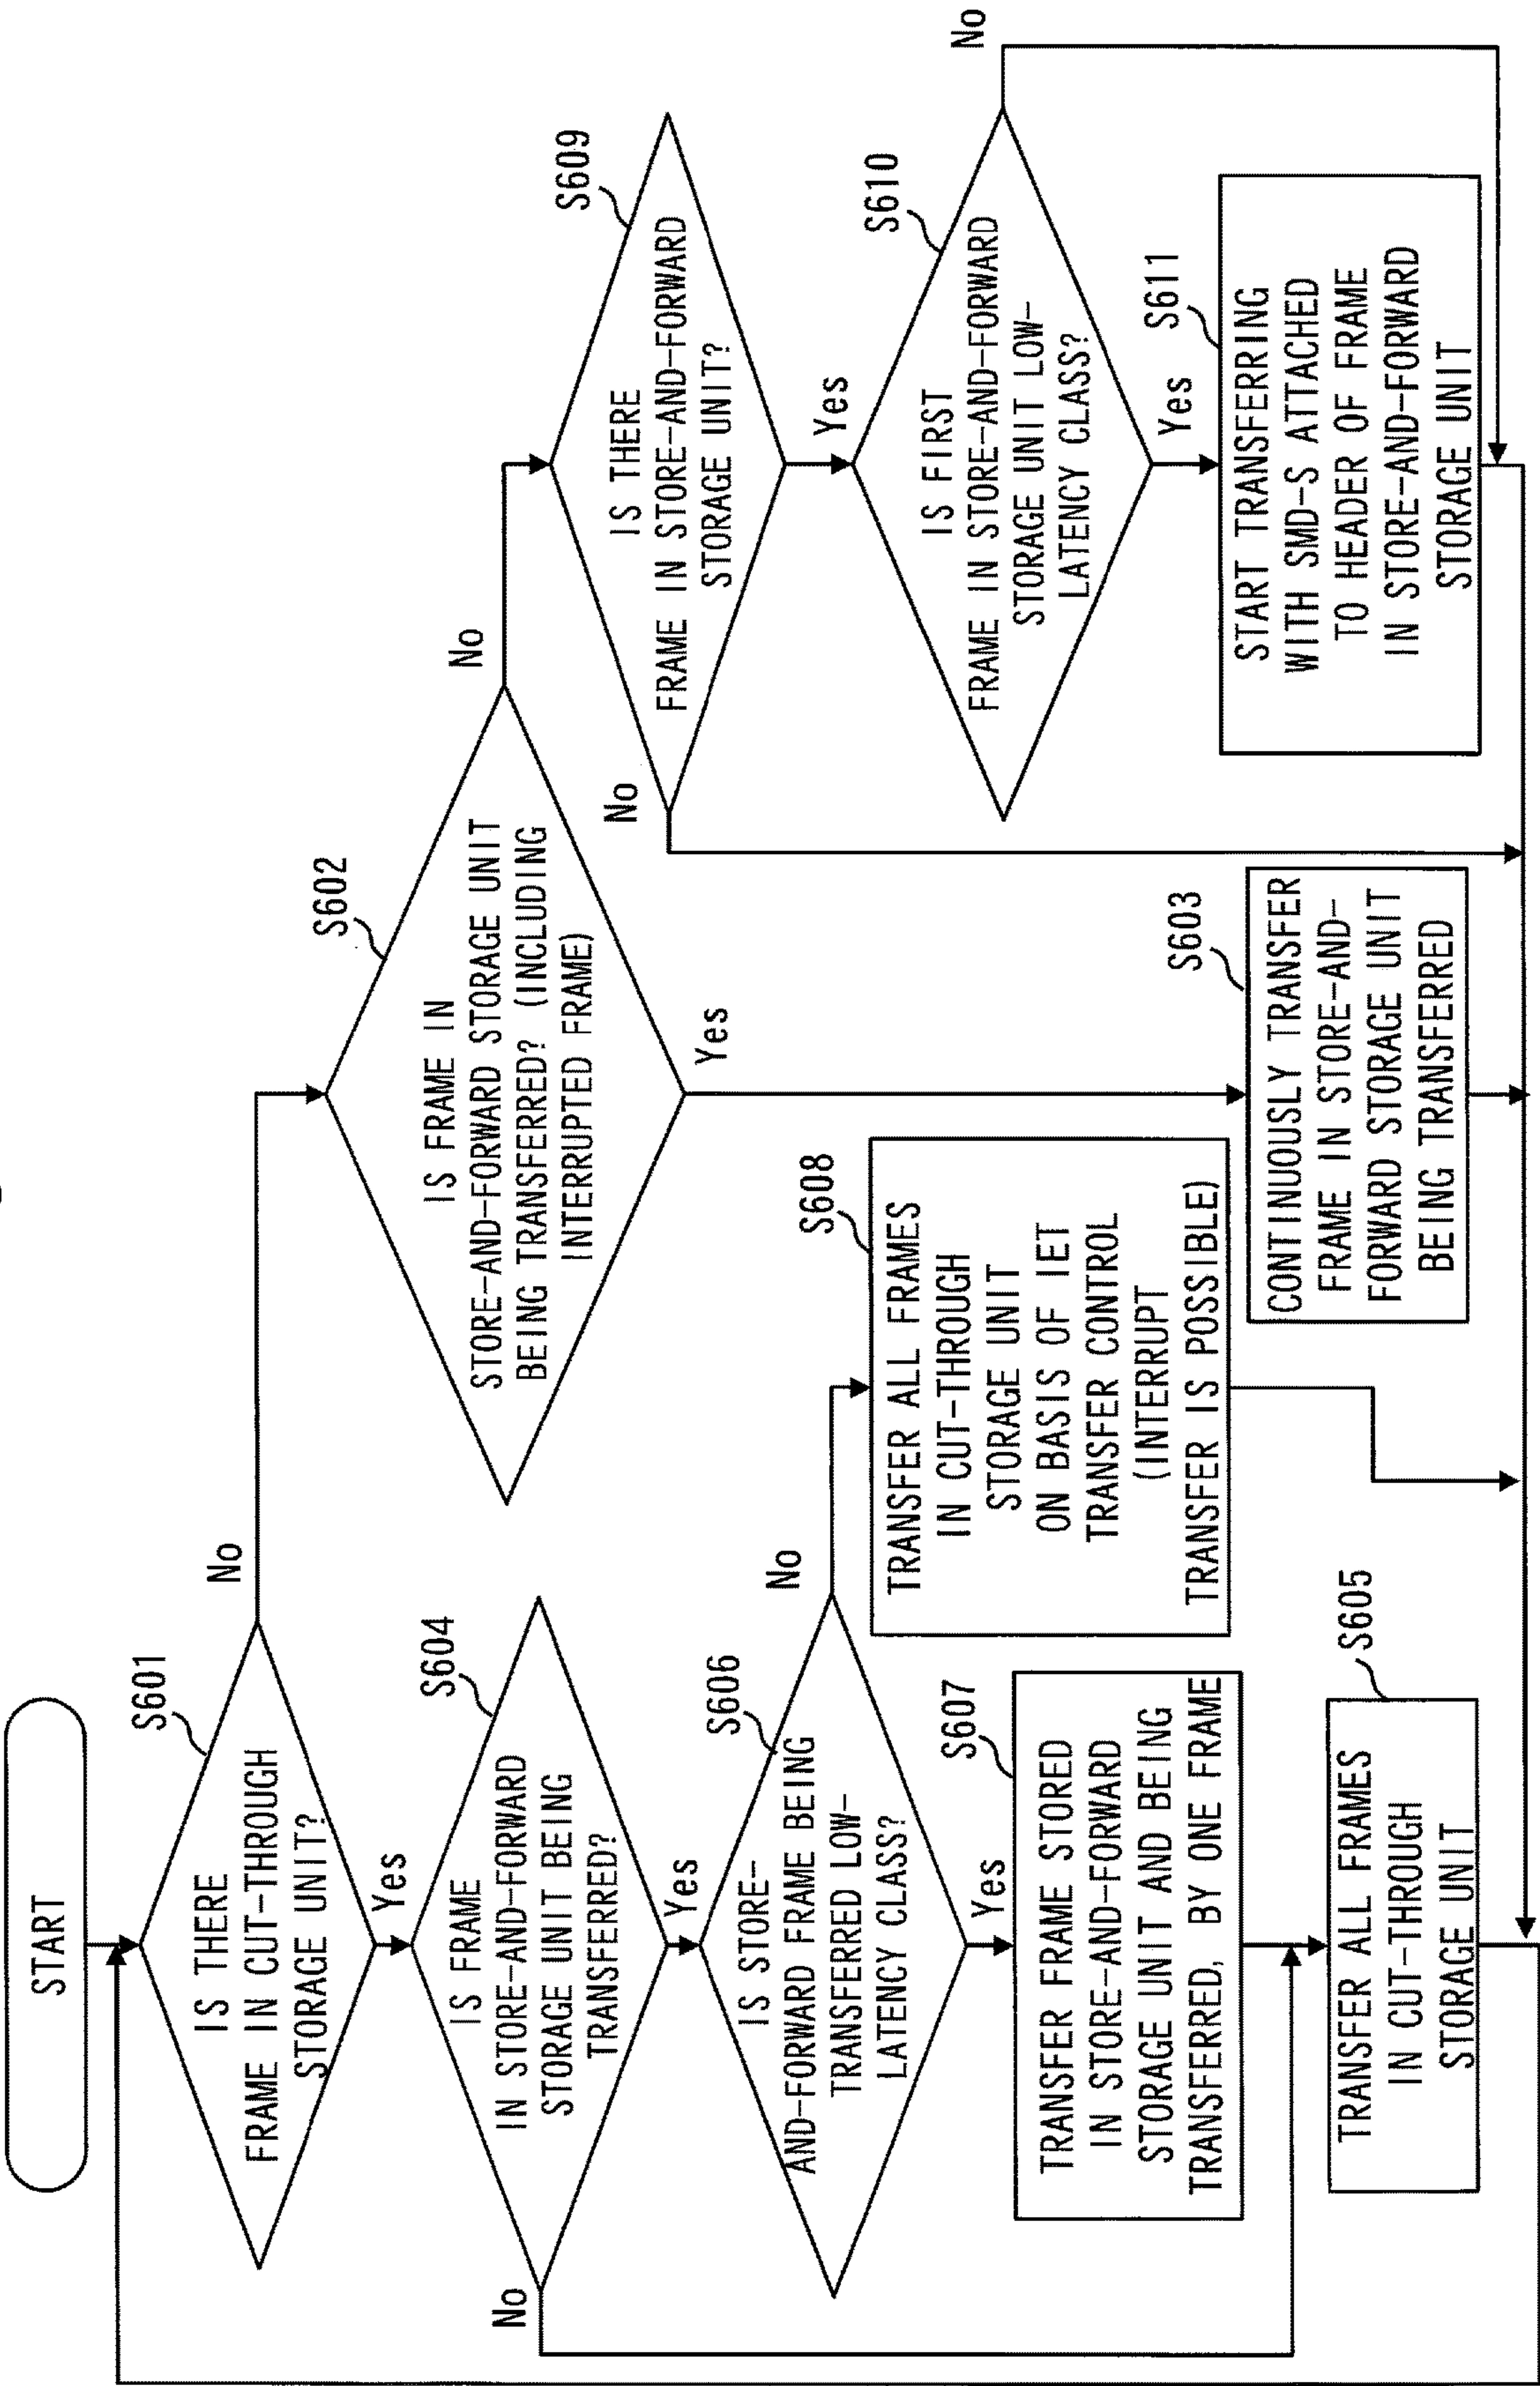 START
S601
IS THERE
FRAME IN CUT-THROUGH
STORAGE UNIT?
No
Yes
S604
IS FRAME
IN STORE-AND-FORWARD
STORAGE UNIT BEING
TRANSFERRED?
No
Yes
S606
IS STORE-
AND-FORWARD FRAME BEING
TRANSFERRED LOW-
LATENCY CLASS?
No
Yes
S607
TRANSFER FRAME STORED
IN STORE-AND-FORWARD
STORAGE UNIT AND BEING
TRANSFERRED, BY ONE FRAME
S605
TRANSFER ALL FRAMES
IN CUT-THROUGH
STORAGE UNIT
S608
TRANSFER ALL FRAMES
IN CUT-THROUGH
STORAGE UNIT
ON BASIS OF IET
TRANSFER CONTROL
(INTERRUPT
TRANSFER IS POSSIBLE)
S602
IS FRAME IN
STORE-AND-FORWARD STORAGE UNIT
BEING TRANSFERRED? (INCLUDING
INTERRUPTED FRAME)
No
Yes
S603
CONTINUOUSLY TRANSFER
FRAME IN STORE-AND-
FORWARD STORAGE UNIT
BEING TRANSFERRED
S609
IS THERE
FRAME IN STORE-AND-FORWARD
STORAGE UNIT?
No
Yes
S610
IS FIRST
FRAME IN STORE-AND-FORWARD
STORAGE UNIT LOW-
LATENCY CLASS?
No
Yes
S611
START TRANSFERRING
WITH SMD-S ATTACHED
TO HEADER OF FRAME
IN STORE-AND-FORWARD
STORAGE UNIT